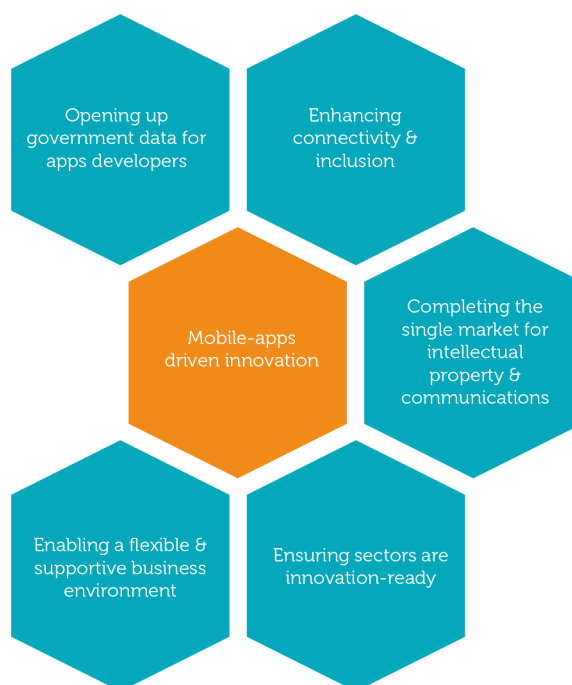 Opening up
government data for
apps developers
Enhancing
connectivity &
inclusion
Mobile-apps
driven innovation
Completing the
single market for
intellectual
property &
communications
Enabling a flexible &
supportive business
environment
Ensuring sectors are
innovation-ready